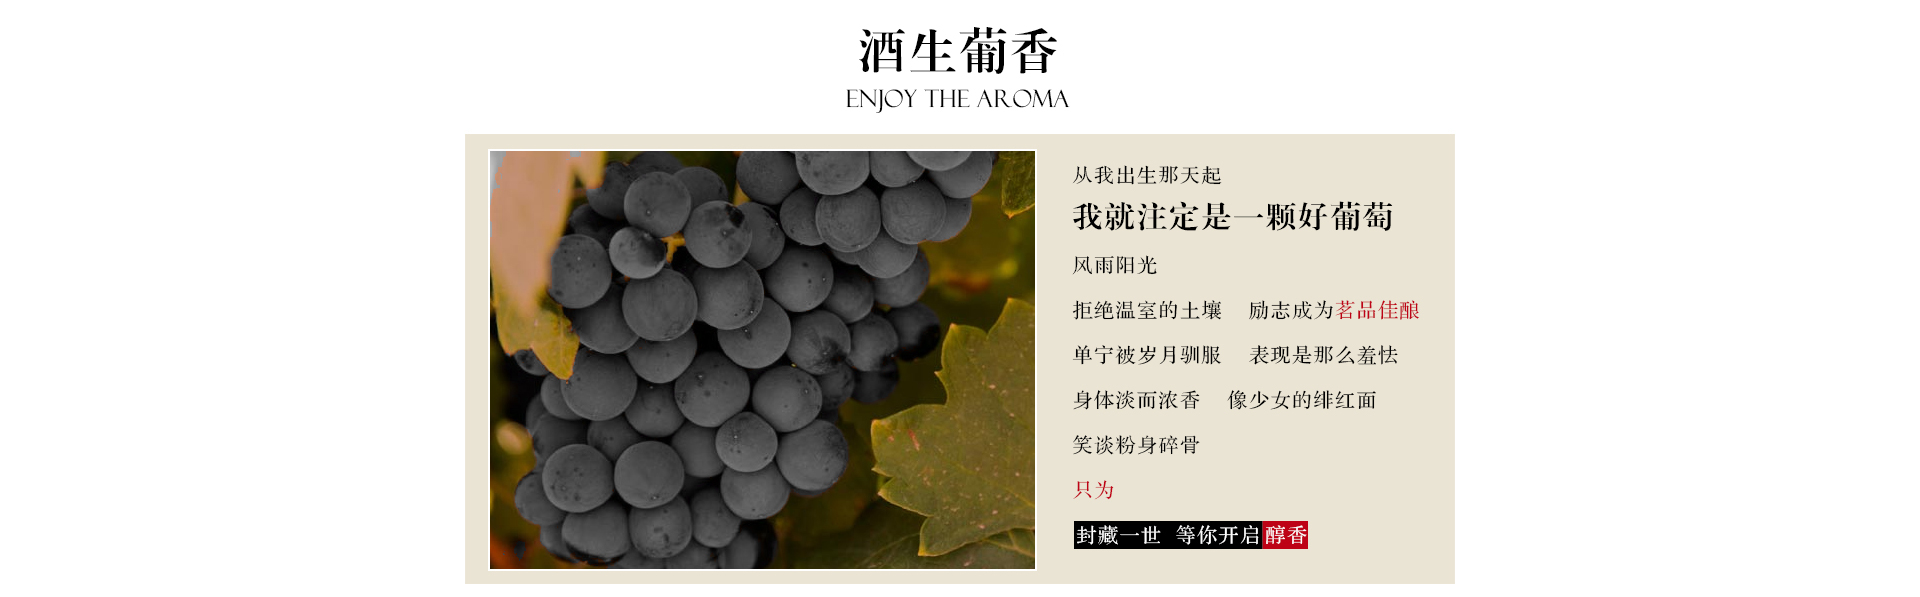 酒生葡香
ENJOY THE AROMA
从我出生那天起
我就注定是一颗好葡萄
风雨阳光
拒绝温室的土壤 励志成为茗品佳酿
单宁被岁月驯服 表现是那么羞怯
身体淡而浓香 像少女的绯红面
笑谈粉身碎骨
只为
封藏一世 等你开启醇香